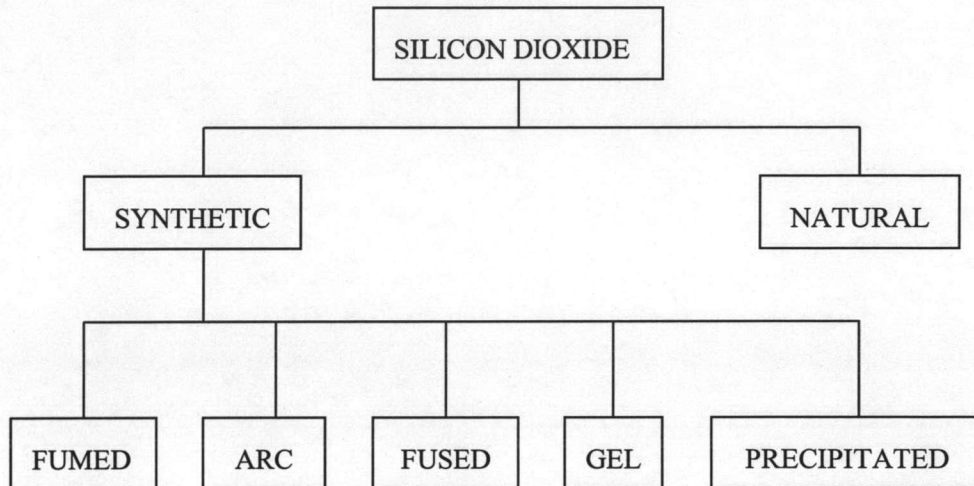 SILICON DIOXIDE
SYNTHETIC
NATURAL
FUMED
ARC
FUSED
GEL
PRECIPITATED